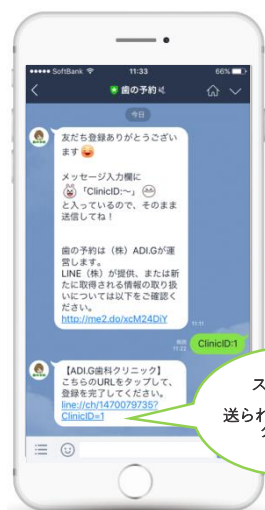 SoftBank 11:33 66%
歯の予約
今日
友だち登録ありがとうござい
ます
メッセージ入力欄に
「ClinicID:~」
と入っているので、そのまま
送信してね！
歯の予約は（株）ADI.Gが運
営します。
LINE（株）が提供、または新
たに取得される情報の取り扱
いについては以下をご確認く
ださい。
http://me2.do/xcM24DiY
11:11
既読
11:22
ClinicID:1
【ADI.G歯科クリニック】
こちらのURLをタップして、
登録を完了してください。
line://ch/1470079735?
ClinicID=1
ス
送られ